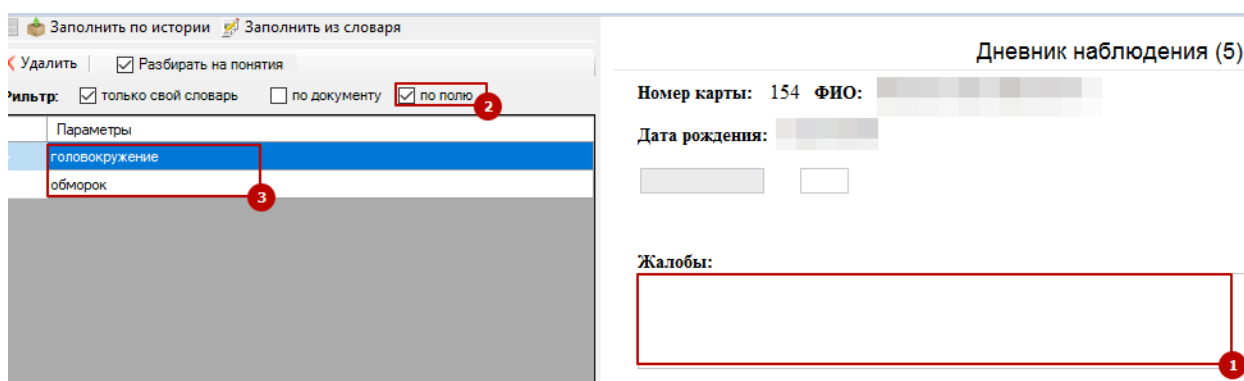 Заполнить по истории Заполнить из словаря
Удалить Разбирать на понятия
Фильтр: только свой словарь по документу по полю 2
Параметры
головокружение
обморок
3
Дневник наблюдения (5)
Номер карты: 154 ФИО:
Дата рождения:
Жалобы:
1